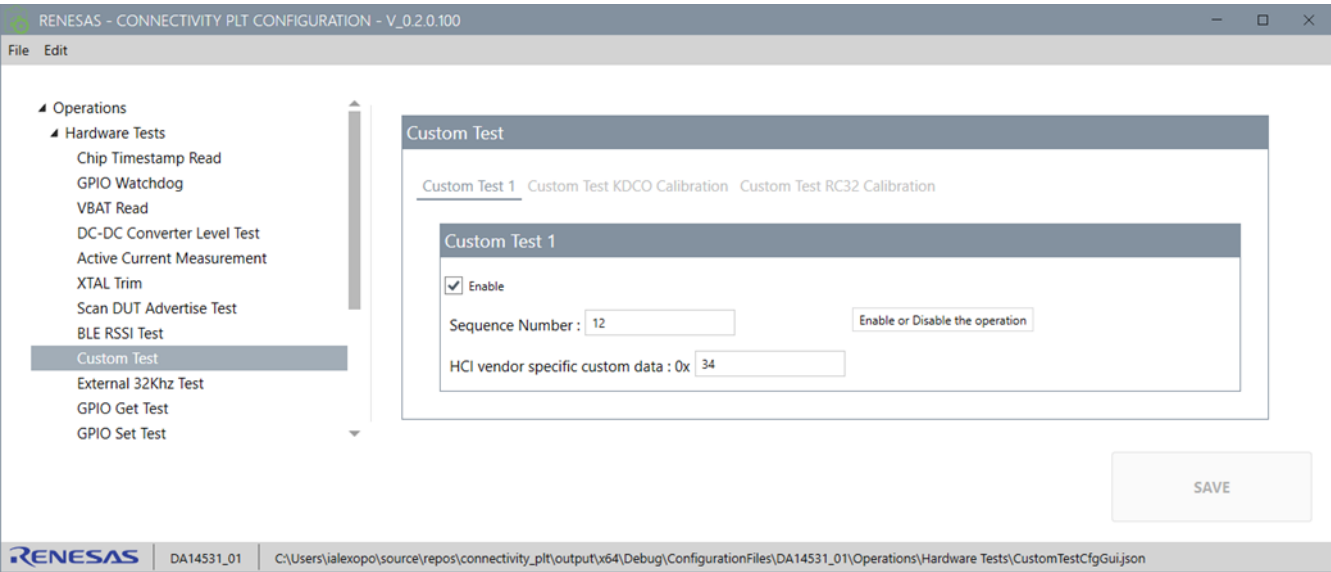 RENESAS - CONNECTIVITY PLT CONFIGURATION - V_0.2.0.100
File Edit
Operations
Hardware Tests
Chip Timestamp Read
GPIO Watchdog
VBAT Read
DC-DC Converter Level Test
Active Current Measurement
XTAL Trim
Scan DUT Advertise Test
BLE RSSI Test
Custom Test
External 32Khz Test
GPIO Get Test
GPIO Set Test
Custom Test
Custom Test 1 Custom Test KDCO Calibration Custom Test RC32 Calibration
Custom Test 1
Enable
Sequence Number : 12
Enable or Disable the operation
HCI vendor specific custom data : 0x 34
SAVE
RENESAS DA14531_01 C:\Users\ialexopo\source\repos\connectivity_plt\output\x64\Debug\ConfigurationFiles\DA14531_01\Operations\Hardware Tests\CustomTestCfgGui.json